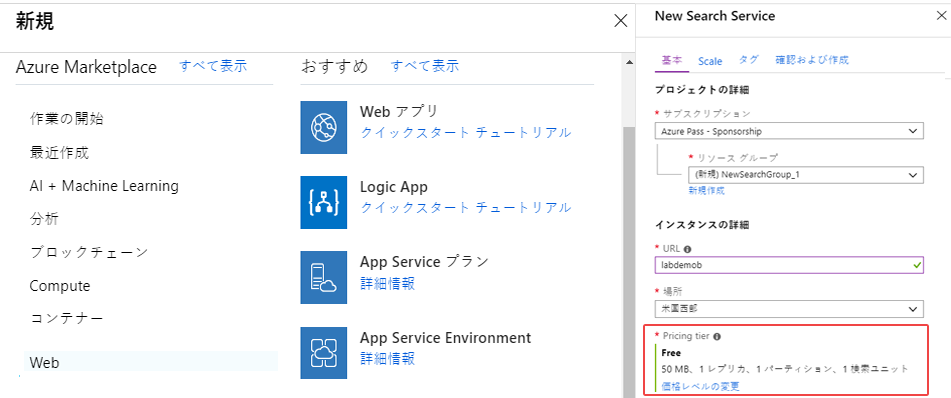 新規
Azure Marketplace すべて表示
作業の開始
最近作成
AI + Machine Learning
分析
ブロックチェーン
Compute
コンテナー
Web
おすすめ すべて表示
Web アプリ
クイックスタート チュートリアル
Logic App
クイックスタート チュートリアル
App Service プラン
詳細情報
App Service Environment
詳細情報
New Search Service
基本 Scale タグ 確認および作成
プロジェクトの詳細
* サブスクリプション
Azure Pass - Sponsorship
* リソース グループ
(新規) NewSearchGroup_1
新規作成
インスタンスの詳細
* URL
labdemob
* 場所
米国西部
* Pricing tier
Free
50 MB、1 レプリカ、1 パーティション、1 検索ユニット
価格レベルの変更